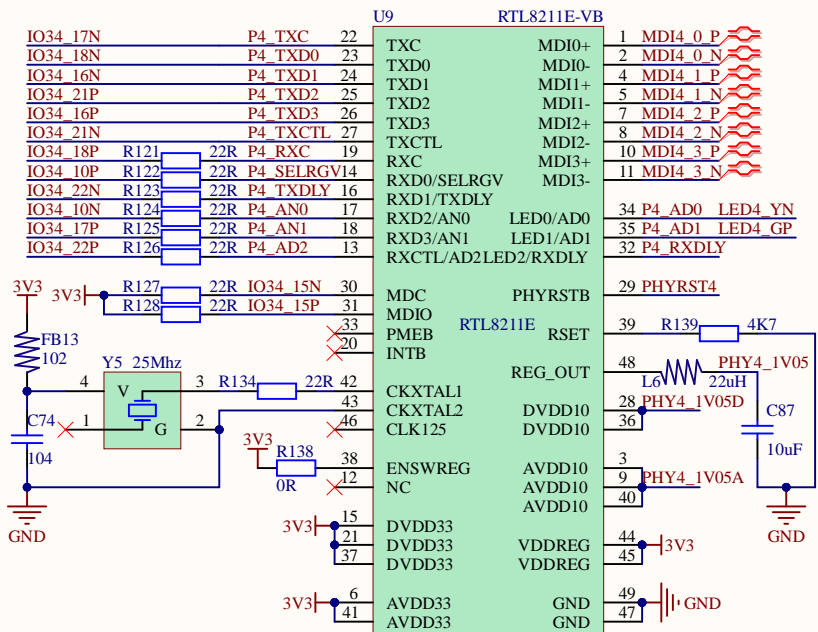 U9 RTL8211E-VB
IO34_17N P4_TXC 22 TXC MDI0+ 1 MDI4_0_P
IO34_18N P4_TXD0 23 TXD0 MDI0- 2 MDI4_0_N
IO34_16N P4_TXD1 24 TXD1 MDI1+ 4 MDI4_1_P
IO34_21P P4_TXD2 25 TXD2 MDI1- 5 MDI4_1_N
IO34_16P P4_TXD3 26 TXD3 MDI2+ 7 MDI4_2_P
IO34_21N P4_TXCTL 27 TXCTL MDI2- 8 MDI4_2_N
IO34_18P R121 22R P4_RXC 19 RXC MDI3+ 10 MDI4_3_P
IO34_10P R122 22R P4_SELRGV 14 RXD0/SELRGV MDI3- 11 MDI4_3_N
IO34_22N R123 22R P4_TXDLY 16 RXD1/TXDLY
IO34_10N R124 22R P4_AN0 17 RXD2/AN0 LED0/AD0 34 P4_AD0 LED4_YN
IO34_17P R125 22R P4_AN1 18 RXD3/AN1 LED1/AD1 35 P4_AD1 LED4_GP
IO34_22P R126 22R P4_AD2 13 RXCTL/AD2 LED2/RXDLY 32 P4_RXDLY
3V3 3V3 R127 22R IO34_15N 30 MDC PHYRSTB 29 PHYRST4
R128 22R IO34_15P 31 MDIO
33 PMEB RTL8211E RSET 39 R139 4K7
FB13
102
20 INTB
Y5 25Mhz REG_OUT 48 L6 22uH PHY4_1V05
4 V 3 R134 22R 42 CKXTAL1
43 CKXTAL2 DVDD10 28 PHY4_1V05D
C74 1 G 2 46 CLK125 DVDD10 36 C87
104 10uF
3V3 R138 0R 38 ENSWREG AVDD10 3
12 NC AVDD10 9 PHY4_1V05A
AVDD10 40
GND GND
3V3 15 DVDD33
21 DVDD33 VDDREG 44 3V3
37 DVDD33 VDDREG 45
3V3 6 AVDD33 GND 49 GND
41 AVDD33 GND 47